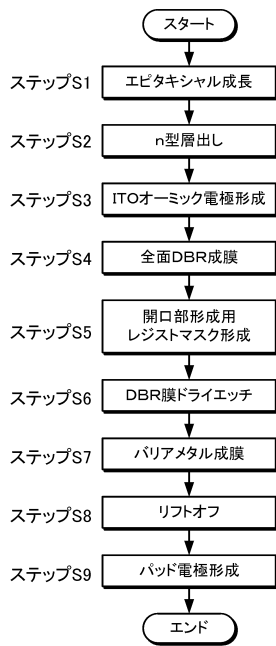 スタート
ステップS1
エピタキシャル成長
ステップS2
n型層出し
ステップS3
ITOオーミック電極形成
ステップS4
全面DBR成膜
ステップS5
開口部形成用
レジストマスク形成
ステップS6
DBR膜ドライエッチ
ステップS7
バリアメタル成膜
ステップS8
リフトオフ
ステップS9
パッド電極形成
エンド